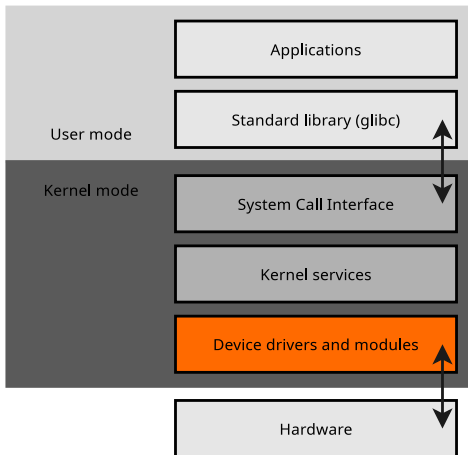 Applications
Standard library (glibc)
User mode
Kernel mode
System Call Interface
Kernel services
Device drivers and modules
Hardware